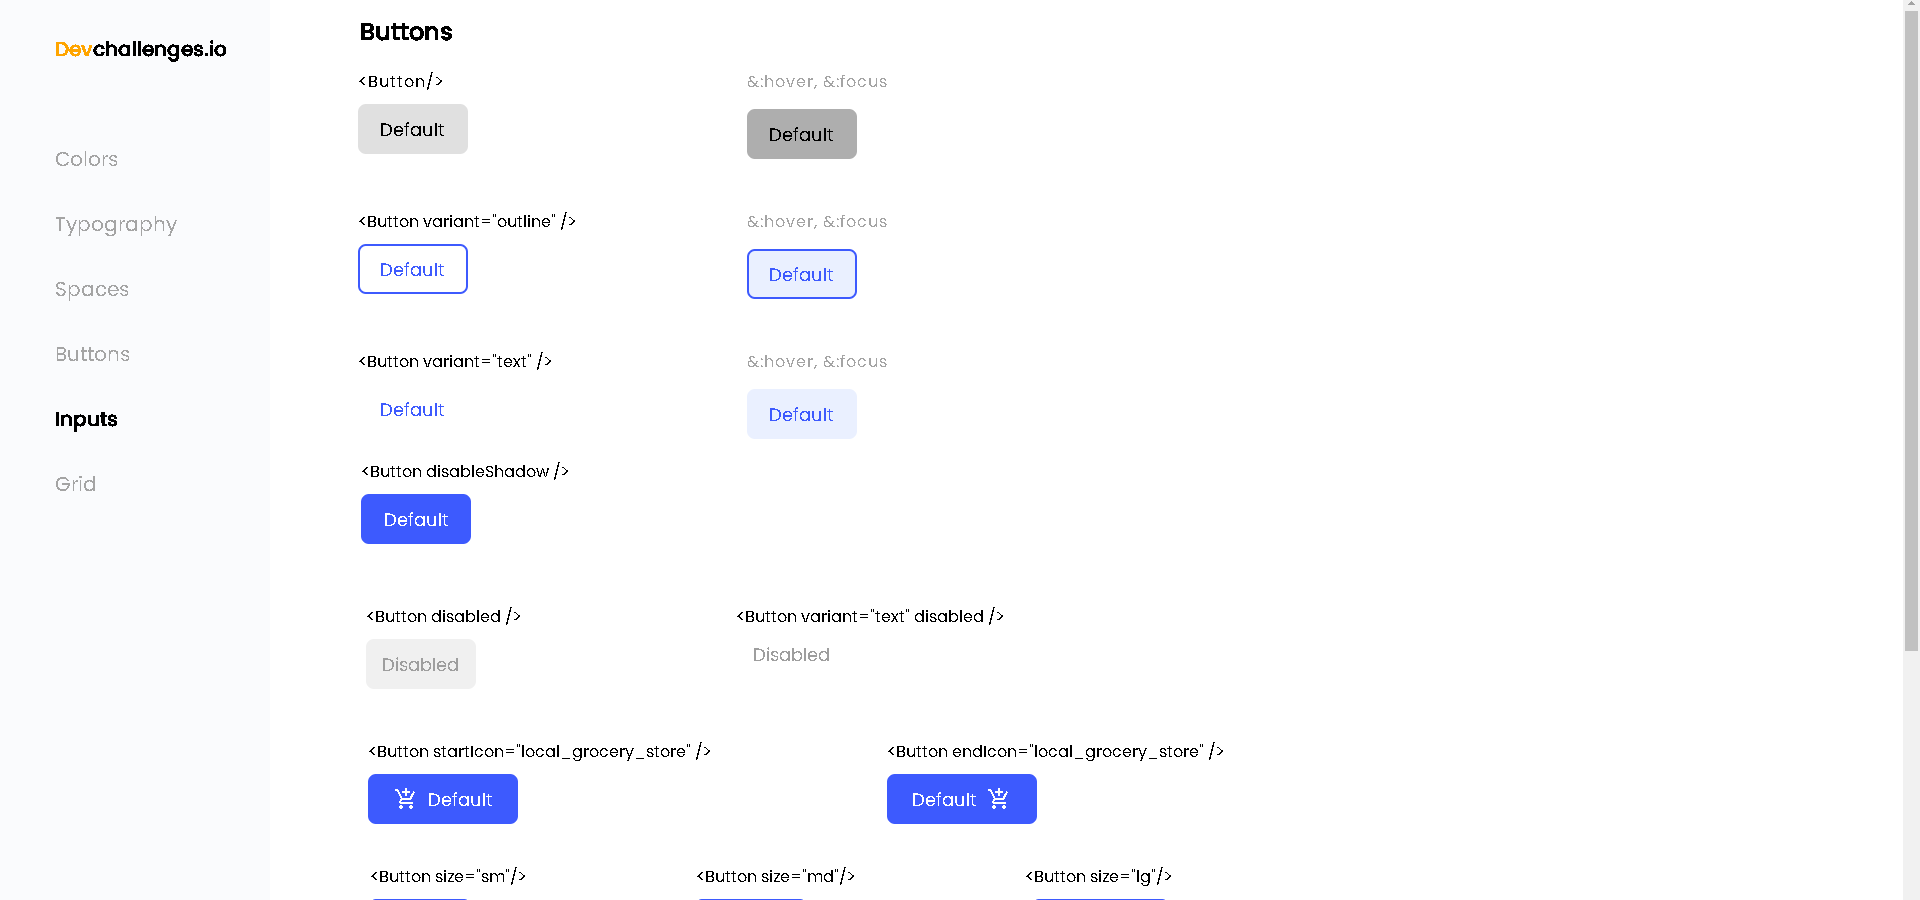 Devchallenges.io
Colors
Typography
Spaces
Buttons
Inputs
Grid
Buttons
<Button/>
&:hover, &:focus
Default
Default
<Button variant="outline" />
&:hover, &:focus
Default
Default
<Button variant="text" />
&:hover, &:focus
Default
Default
<Button disableShadow />
Default
<Button disabled />
<Button variant="text" disabled />
Disabled
Disabled
<Button startIcon="local_grocery_store" />
<Button endIcon="local_grocery_store" />
Default
Default
<Button size="sm"/>
<Button size="md"/>
<Button size="lg"/>